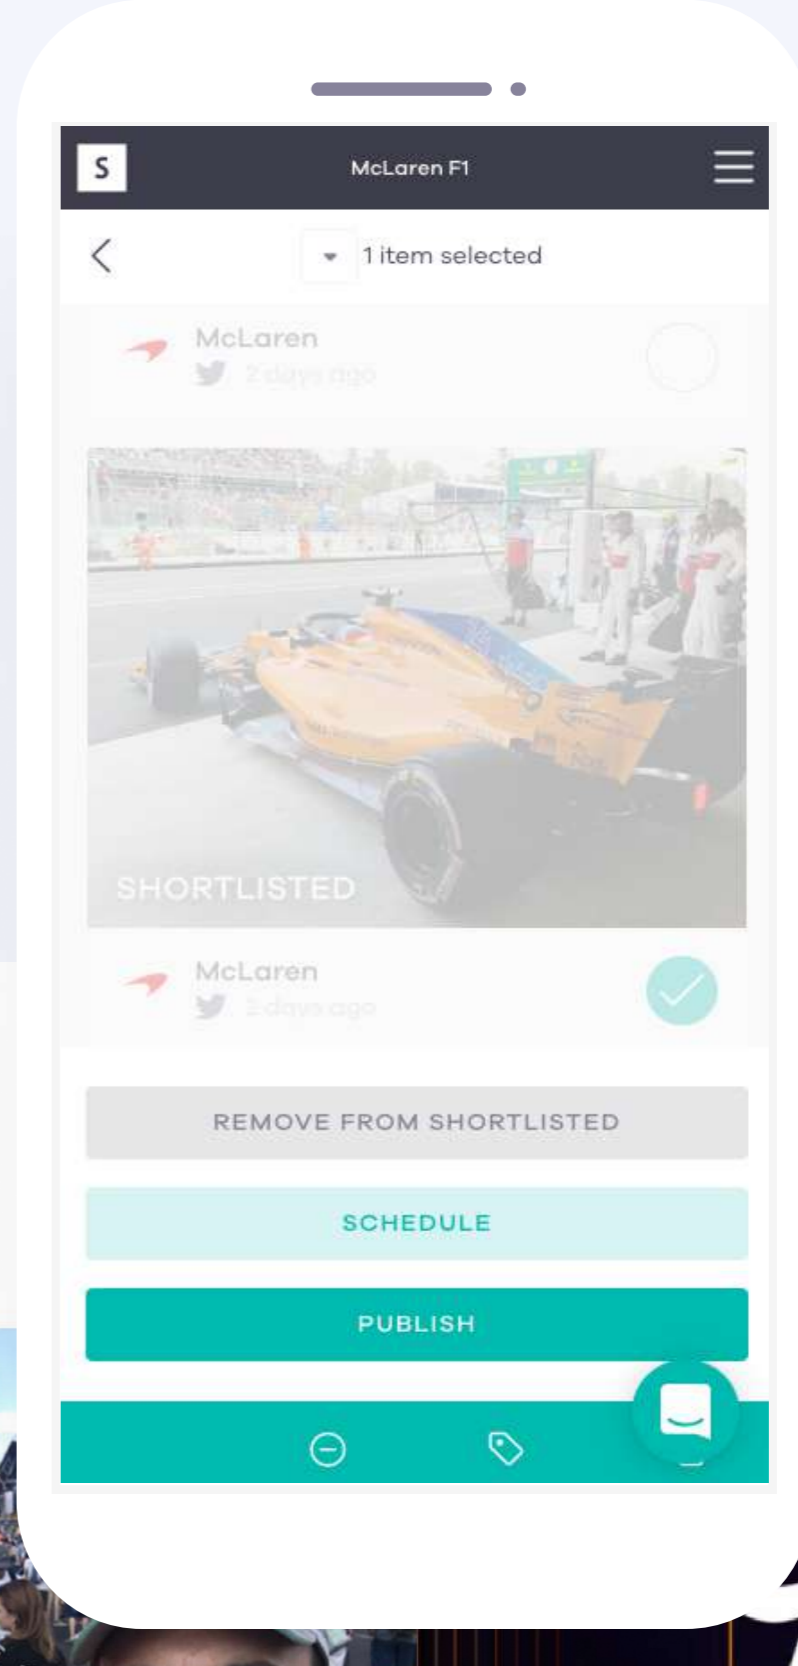 S
McLaren F1
1 item selected
McLaren
2 days ago
SHORTLISTED
McLaren
2 days ago
REMOVE FROM SHORTLISTED
SCHEDULE
PUBLISH